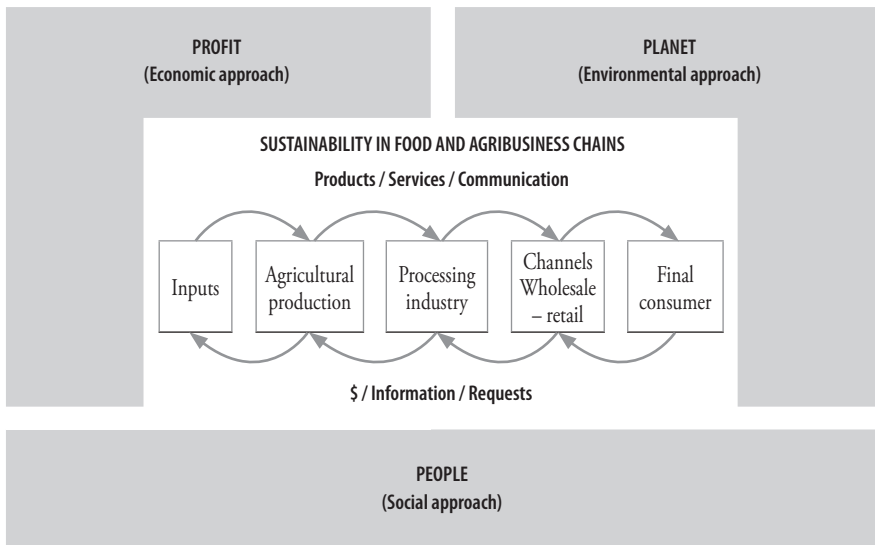 PROFIT
(Economic approach)
PLANET
(Environmental approach)
SUSTAINABILITY IN FOOD AND AGRIBUSINESS CHAINS
Products / Services / Communication
Inputs
Agricultural
production
Processing
industry
Channels
Wholesale
– retail
Final
consumer
$ / Information / Requests
PEOPLE
(Social approach)